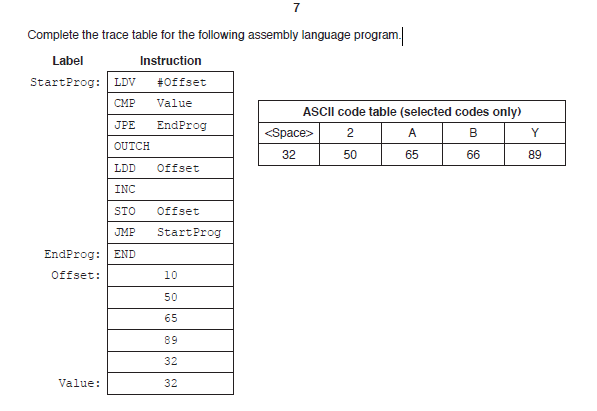 7
Complete the trace table for the following assembly language program.
Label Instruction
StartProg: LDV #Offset
CMP Value
JPE EndProg
OUTCH
LDD Offset
INC
STO Offset
JMP StartProg
EndProg: END
Offset: 10
50
65
89
32
Value: 32
ASCII code table (selected codes only)
<Space> 2 A B Y
32 50 65 66 89